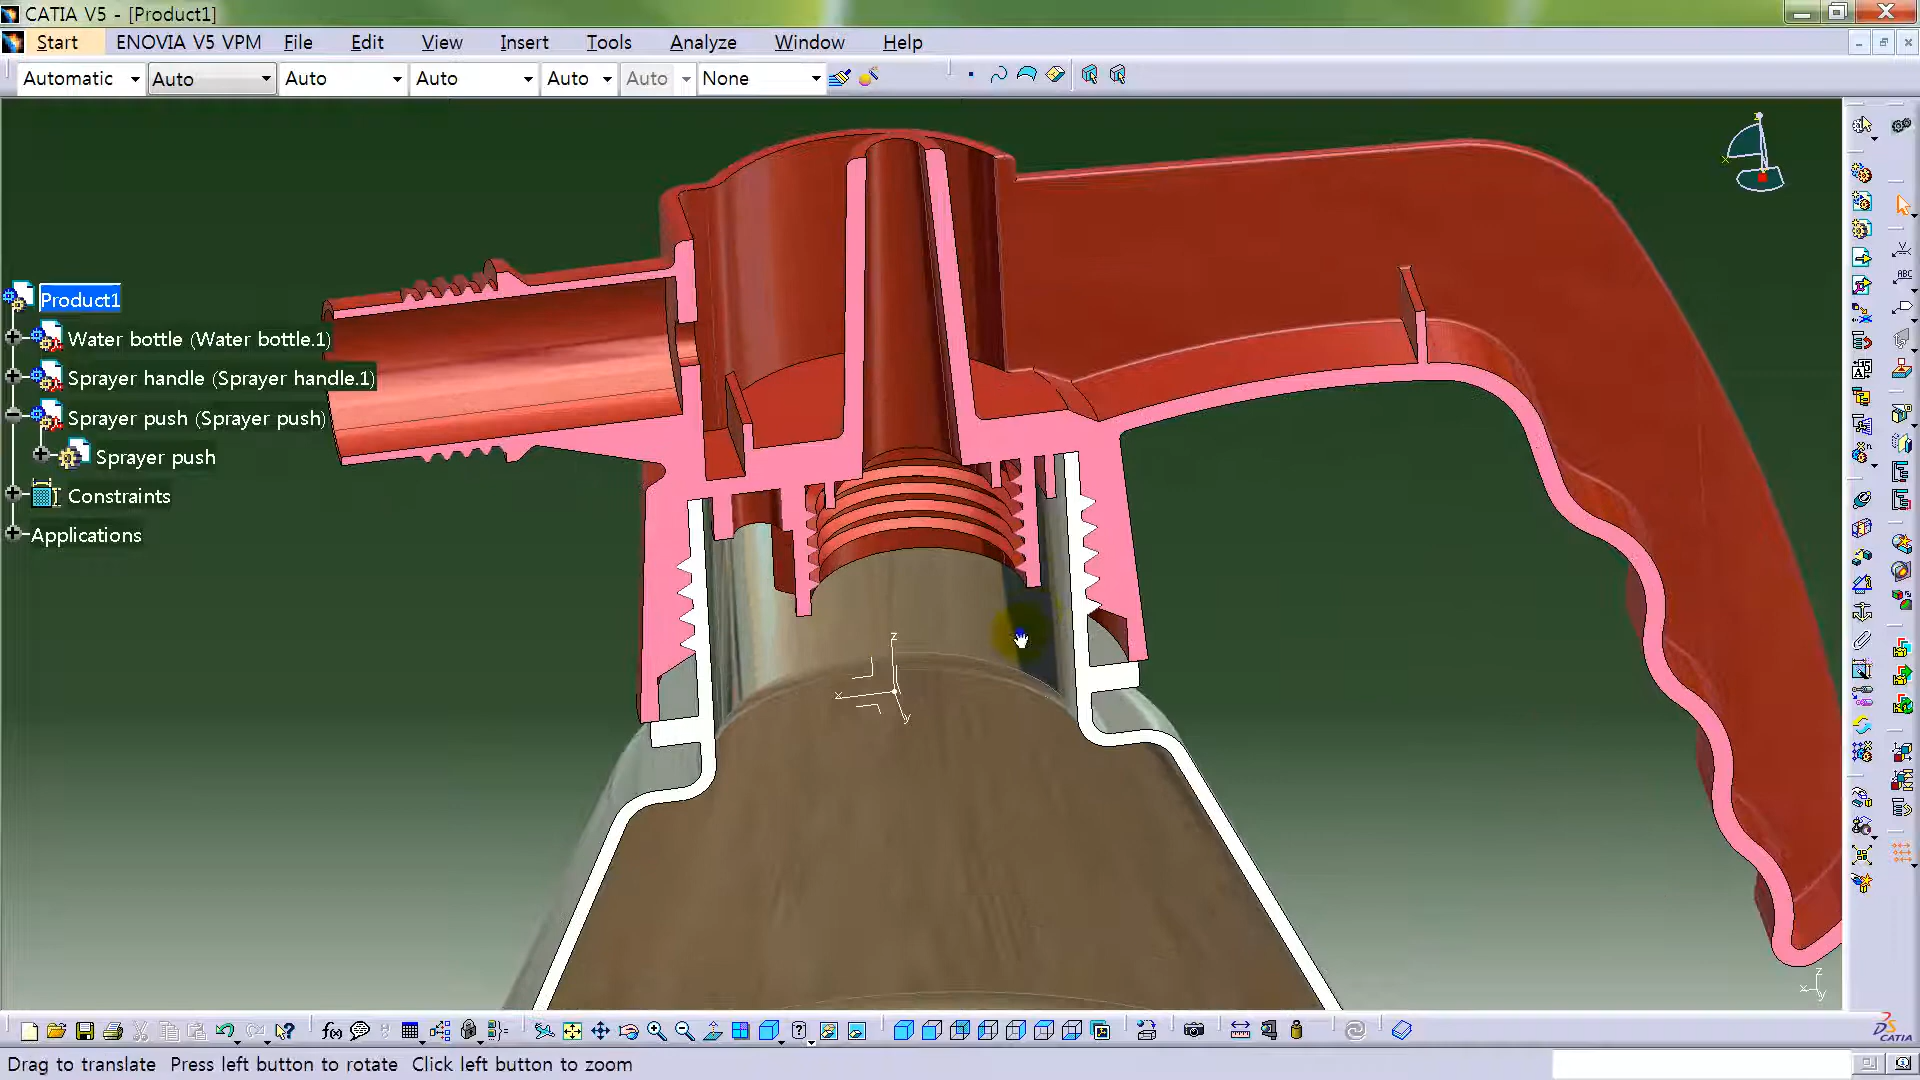 CATIA V5 - [Product1]
Start ENOVIA V5 VPM File Edit View Insert Tools Analyze Window Help
Automatic Auto Auto Auto Auto Auto None
Product1
Water bottle (Water bottle.1)
Sprayer handle (Sprayer handle.1)
Sprayer push (Sprayer push)
Sprayer push
Constraints
Applications
z
x
y
ABC
z
x
y
f(x)
CATIA
Drag to translate Press left button to rotate Click left button to zoom